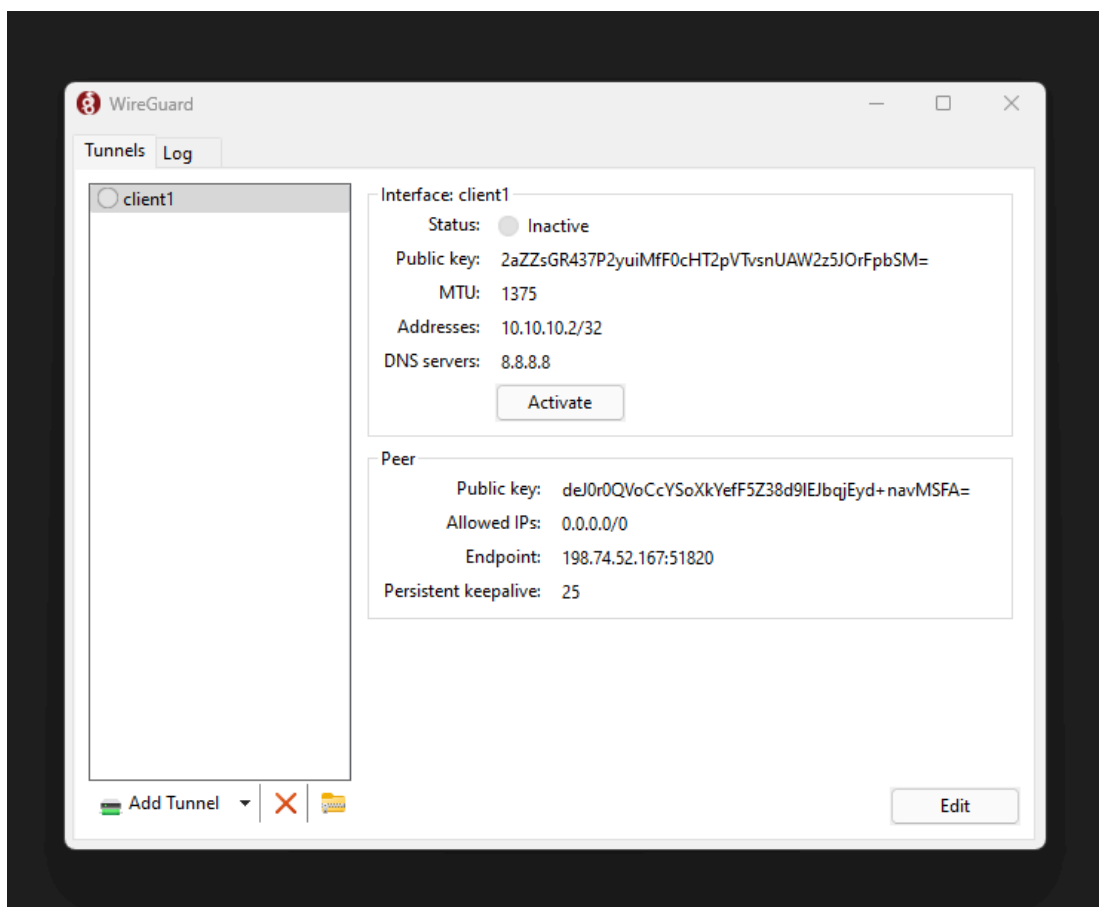 WireGuard
Tunnels Log
client1
Interface: client1
Status: Inactive
Public key: 2aZZsGR437P2yuiMfF0cHT2pVTvsnUAW2z5JOrFpbSM=
MTU: 1375
Addresses: 10.10.10.2/32
DNS servers: 8.8.8.8
Activate
Peer
Public key: deJ0r0QVoCcYSoXkYefF5Z38d9IEJbqjEyd+navMSFA=
Allowed IPs: 0.0.0.0/0
Endpoint: 198.74.52.167:51820
Persistent keepalive: 25
Add Tunnel
Edit